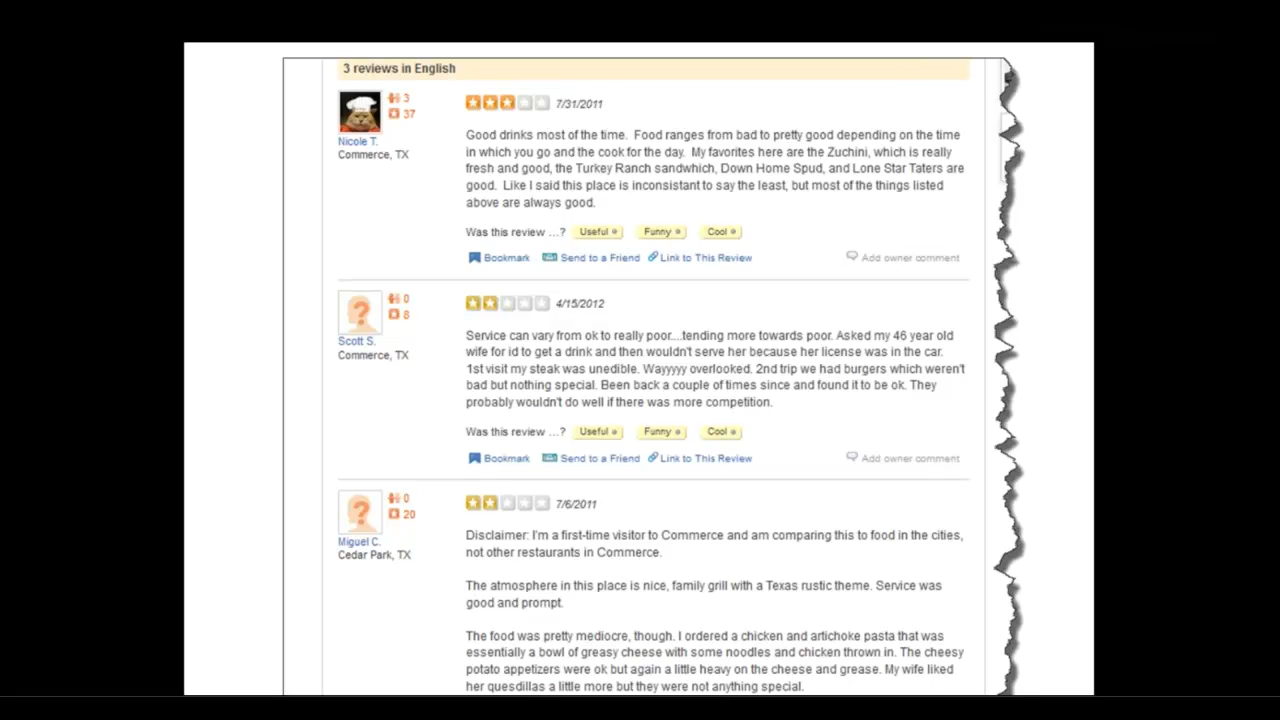 3 reviews in English
3
37
Nicole T.
Commerce, TX
7/31/2011
Good drinks most of the time. Food ranges from bad to pretty good depending on the time
in which you go and the cook for the day. My favorites here are the Zuchini, which is really
fresh and good, the Turkey Ranch sandwhich, Down Home Spud, and Lone Star Taters are
good. Like I said this place is inconsistant to say the least, but most of the things listed
above are always good.
Was this review ...? Useful Funny Cool
Bookmark Send to a Friend Link to This Review Add owner comment
0
8
Scott S.
Commerce, TX
4/15/2012
Service can vary from ok to really poor....tending more towards poor. Asked my 46 year old
wife for id to get a drink and then wouldn't serve her because her license was in the car.
1st visit my steak was unedible. Wayyyyy overlooked. 2nd trip we had burgers which weren't
bad but nothing special. Been back a couple of times since and found it to be ok. They
probably wouldn't do well if there was more competition.
Was this review ...? Useful Funny Cool
Bookmark Send to a Friend Link to This Review Add owner comment
0
20
Miguel C.
Cedar Park, TX
7/6/2011
Disclaimer: I'm a first-time visitor to Commerce and am comparing this to food in the cities,
not other restaurants in Commerce.
The atmosphere in this place is nice, family grill with a Texas rustic theme. Service was
good and prompt.
The food was pretty mediocre, though. I ordered a chicken and artichoke pasta that was
essentially a bowl of greasy cheese with some noodles and chicken thrown in. The cheesy
potato appetizers were ok but again a little heavy on the cheese and grease. My wife liked
her quesdillas a little more but they were not anything special.